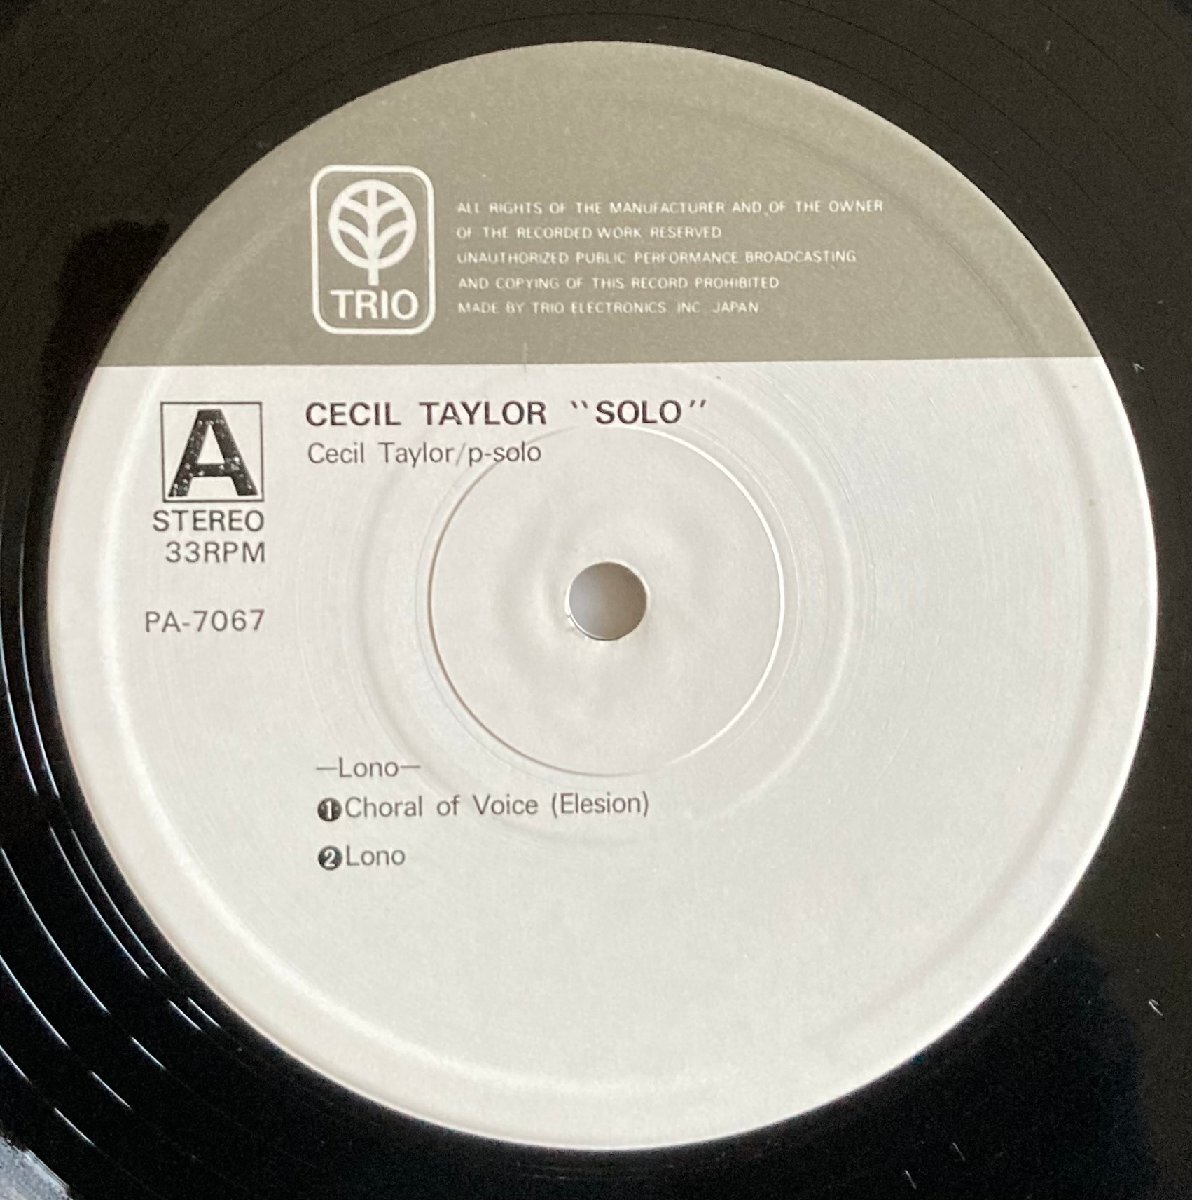 TRIO
ALL RIGHTS OF THE MANUFACTURER AND OF THE OWNER
OF THE RECORDED WORK RESERVED
UNAUTHORIZED PUBLIC PERFORMANCE BROADCASTING
AND COPYING OF THIS RECORD PROHIBITED
MADE BY TRIO ELECTRONICS. INC. JAPAN
A
STEREO
33RPM
PA-7067
CECIL TAYLOR "SOLO"
Cecil Taylor/p-solo
—Lono—
❶Choral of Voice (Elesion)
❷Lono